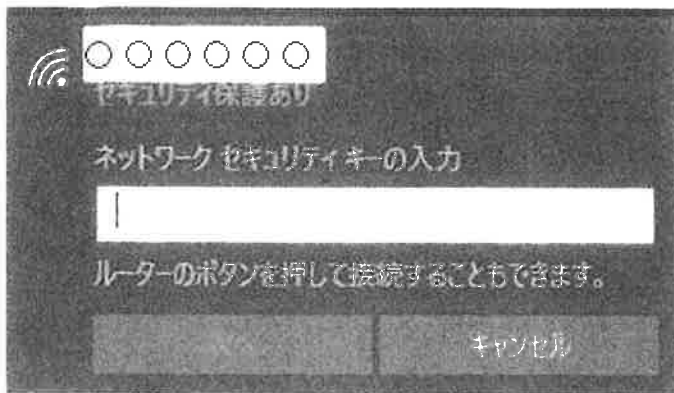 ○○○○○○
セキュリティ保護あり
ネットワーク セキュリティ キーの入力
ルーターのボタンを押して接続することもできます。
キャンセル